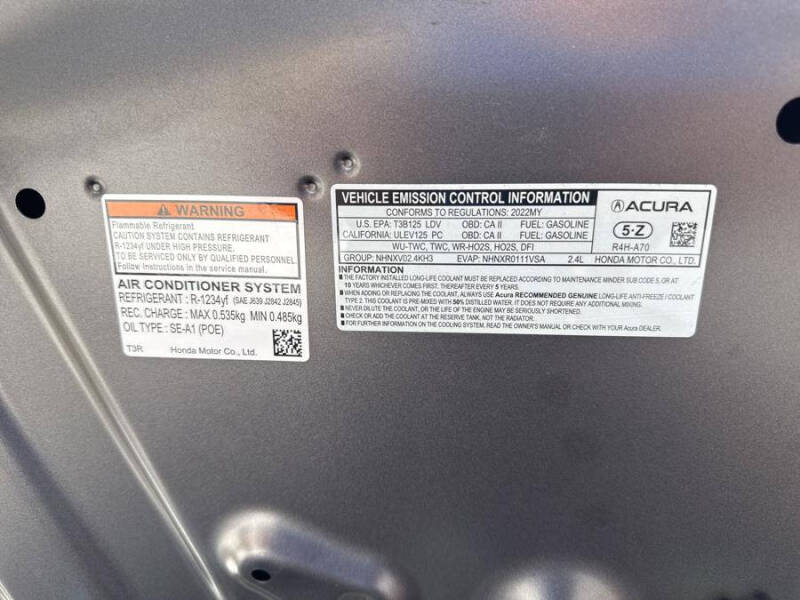 WARNING
Flammable Refrigerant
CAUTION SYSTEM CONTAINS REFRIGERANT
R-1234yf UNDER HIGH PRESSURE.
TO BE SERVICED ONLY BY QUALIFIED PERSONNEL
Follow Instructions in the service manual.
AIR CONDITIONER SYSTEM
REFRIGERANT : R-1234yf (SAE J639 J2842 J2845)
REC. CHARGE : MAX 0.535kg MIN 0.485kg
OIL TYPE : SE-A1 (POE)
T3R Honda Motor Co., Ltd.
VEHICLE EMISSION CONTROL INFORMATION
CONFORMS TO REGULATIONS: 2022MY
U.S. EPA: T3B125 LDV OBD: CA II FUEL: GASOLINE
CALIFORNIA: ULEV125 PC OBD: CA II FUEL: GASOLINE
WU-TWC, TWC, WR-HO2S, HO2S, DFI
ACURA
5·Z
R4H-A70
GROUP: NHNXV02.4KH3 EVAP: NHNXR0111VSA 2.4L HONDA MOTOR CO., LTD.
INFORMATION
■ THE FACTORY INSTALLED LONG-LIFE COOLANT MUST BE REPLACED ACCORDING TO MAINTENANCE MINDER SUB CODE 5, OR AT
10 YEARS WHICHEVER COMES FIRST, THEREAFTER EVERY 5 YEARS.
■ WHEN ADDING OR REPLACING THE COOLANT, ALWAYS USE Acura RECOMMENDED GENUINE LONG-LIFE ANTI-FREEZE / COOLANT
TYPE 2. THIS COOLANT IS PRE-MIXED WITH 50% DISTILLED WATER. IT DOES NOT REQUIRE ANY ADDITIONAL MIXING.
OR THE LIFE OF THE ENGINE MAY BE SERIOUSLY SHORTENED.
■ CHECK OR ADD COOLANT AT THE RESERVE TANK, NOT THE RADIATOR.
■ FOR FURTHER INFORMATION ON THE COOLING SYSTEM, READ THE OWNER'S MANUAL OR CHECK WITH YOUR Acura DEALER.